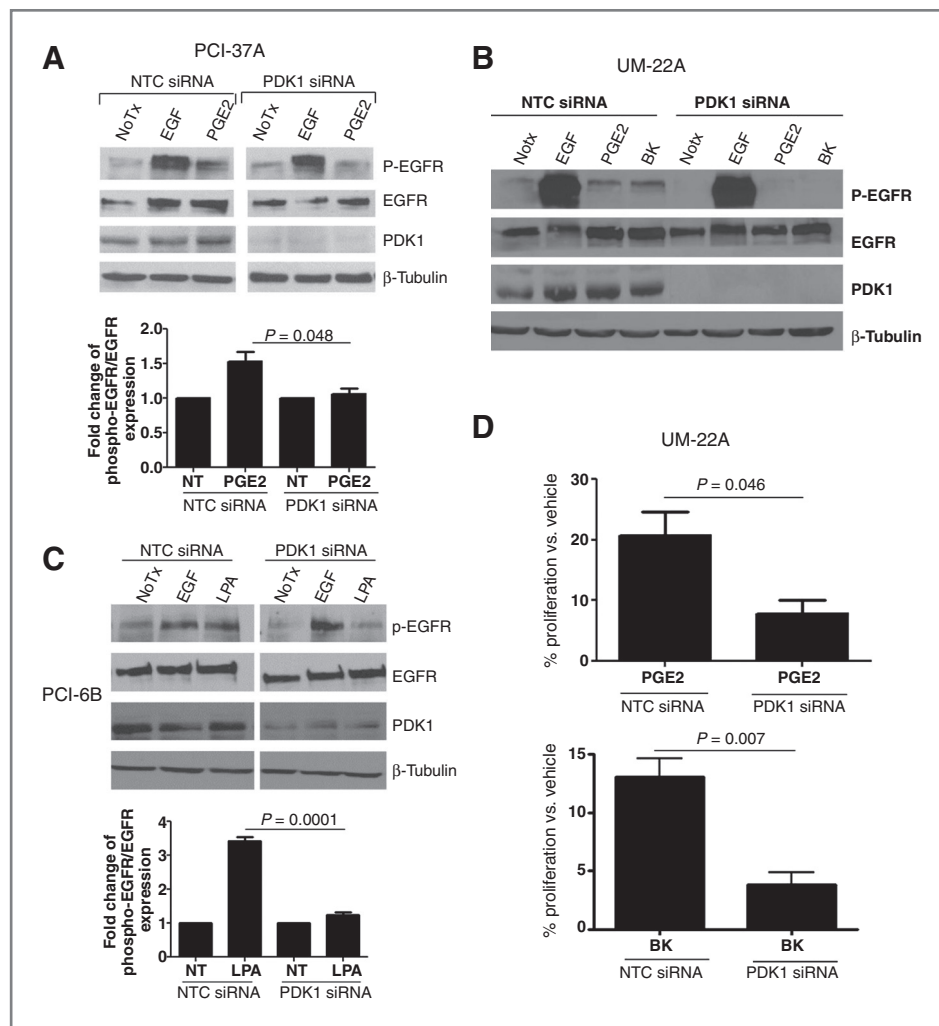 A
PCI-37A
NTC siRNA PDK1 siRNA
NoTx EGF PGE2 NoTx EGF PGE2
P-EGFR
EGFR
PDK1
β-Tubulin
Fold change of
phospho-EGFR/EGFR
expression
2.0
1.5
1.0
0.5
0.0
P = 0.048
NT PGE2 NT PGE2
NTC siRNA PDK1 siRNA
B
UM-22A
NTC siRNA PDK1 siRNA
Notx EGF PGE2 BK Notx EGF PGE2 BK
P-EGFR
EGFR
PDK1
β-Tubulin
C
NTC siRNA PDK1 siRNA
NoTx EGF LPA NoTx EGF LPA
p-EGFR
EGFR
PCI-6B
PDK1
β-Tubulin
Fold change of
phospho-EGFR/EGFR
expression
4
3
2
1
0
P = 0.0001
NT LPA NT LPA
NTC siRNA PDK1 siRNA
D
UM-22A
% proliferation vs. vehicle
30
20
10
0
P = 0.046
PGE2 PGE2
NTC siRNA PDK1 siRNA
% proliferation vs. vehicle
15
10
5
0
P = 0.007
BK BK
NTC siRNA PDK1 siRNA